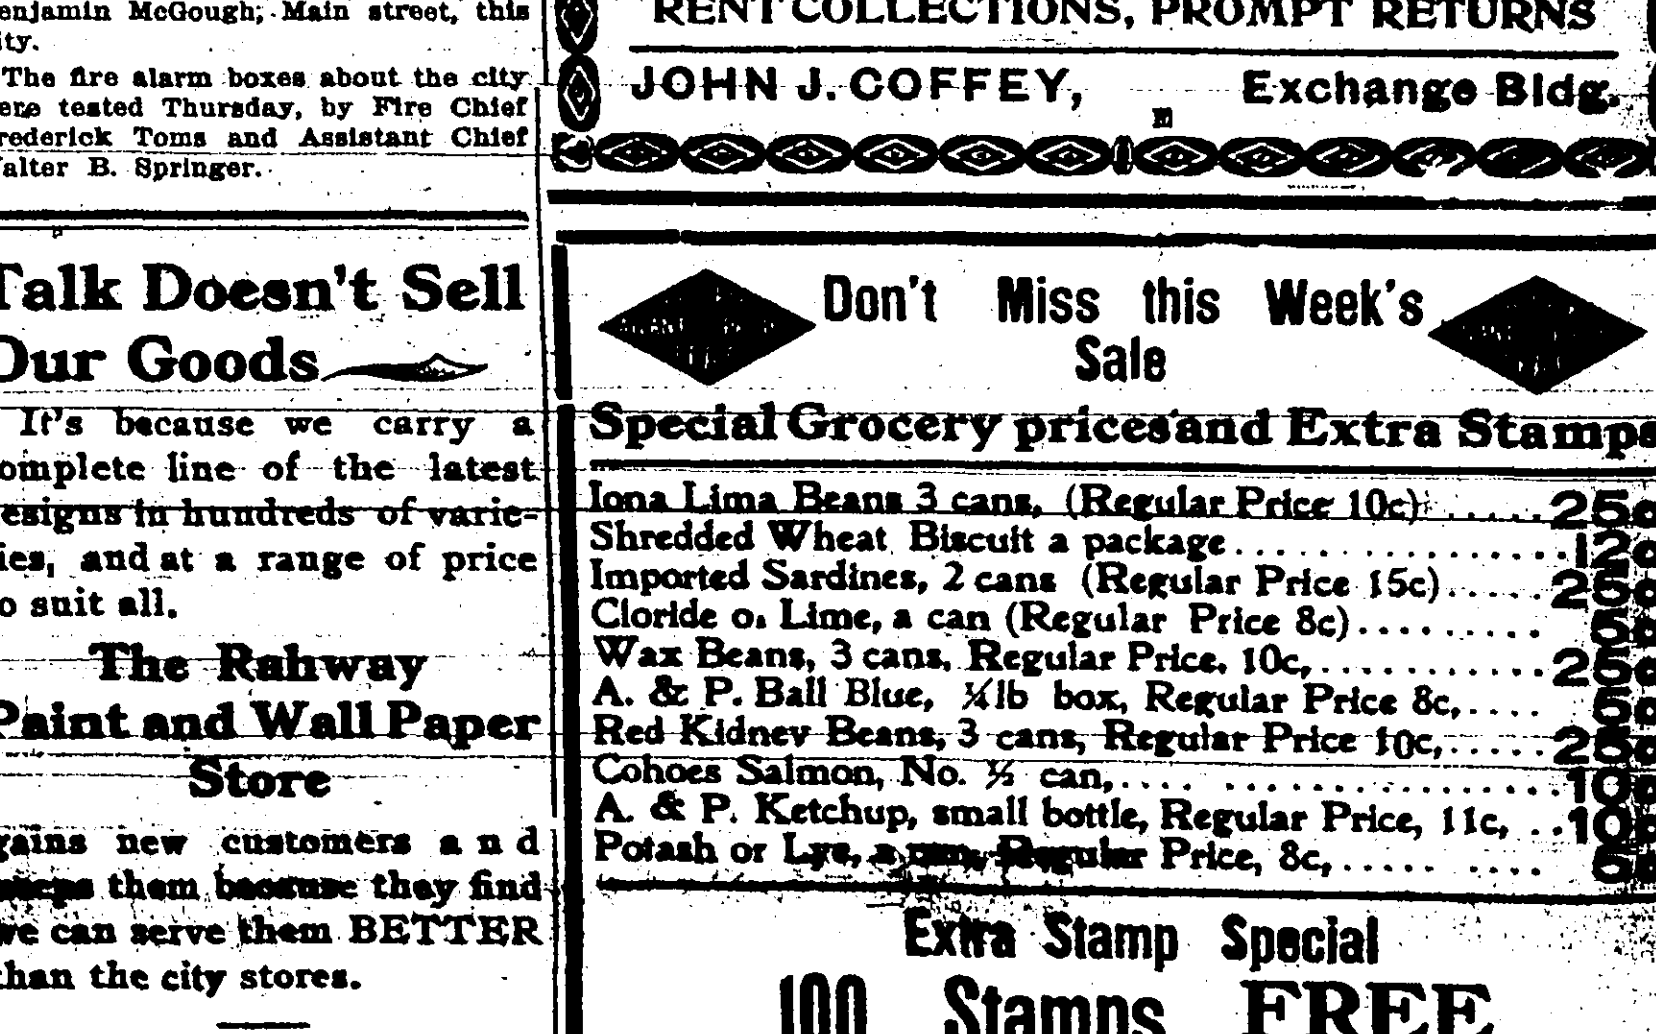 enjamin McGough, Main street, this
ity.
The fire alarm boxes about the city
ere tested Thursday, by Fire Chief
rederick Toms and Assistant Chief
alter B. Springer.
Talk Doesn't Sell
Our Goods
It's because we carry a
omplete line of the latest
esigns in hundreds of varie-
ies, and at a range of price
o suit all.
The Rahway
Paint and Wall Paper
Store
gains new customers and
them because they find
we can serve them BETTER
than the city stores.
RENT COLLECTIONS, PROMPT RETURNS
JOHN J. COFFEY, Exchange Bldg.
Don't Miss this Week's
Sale
Special Grocery prices and Extra Stamps
Iona Lima Beans 3 cans, (Regular Price 10c) ..... 25c
Shredded Wheat Biscuit a package ................ 12c
Imported Sardines, 2 cans (Regular Price 15c) ..... 25c
Cloride o. Lime, a can (Regular Price 8c) .......... 5c
Wax Beans, 3 cans, Regular Price, 10c, ............ 25c
A. & P. Ball Blue, ¼lb box, Regular Price 8c, .... 5c
Red Kidney Beans, 3 cans, Regular Price 10c, ..... 25c
Cohoes Salmon, No. ½ can, .... ................ 10c
A. & P. Ketchup, small bottle, Regular Price, 11c, .. 10c
Potash or Lye, a can, Regular Price, 8c, ..... .... 5c
Extra Stamp Special
100 Stamps FREE